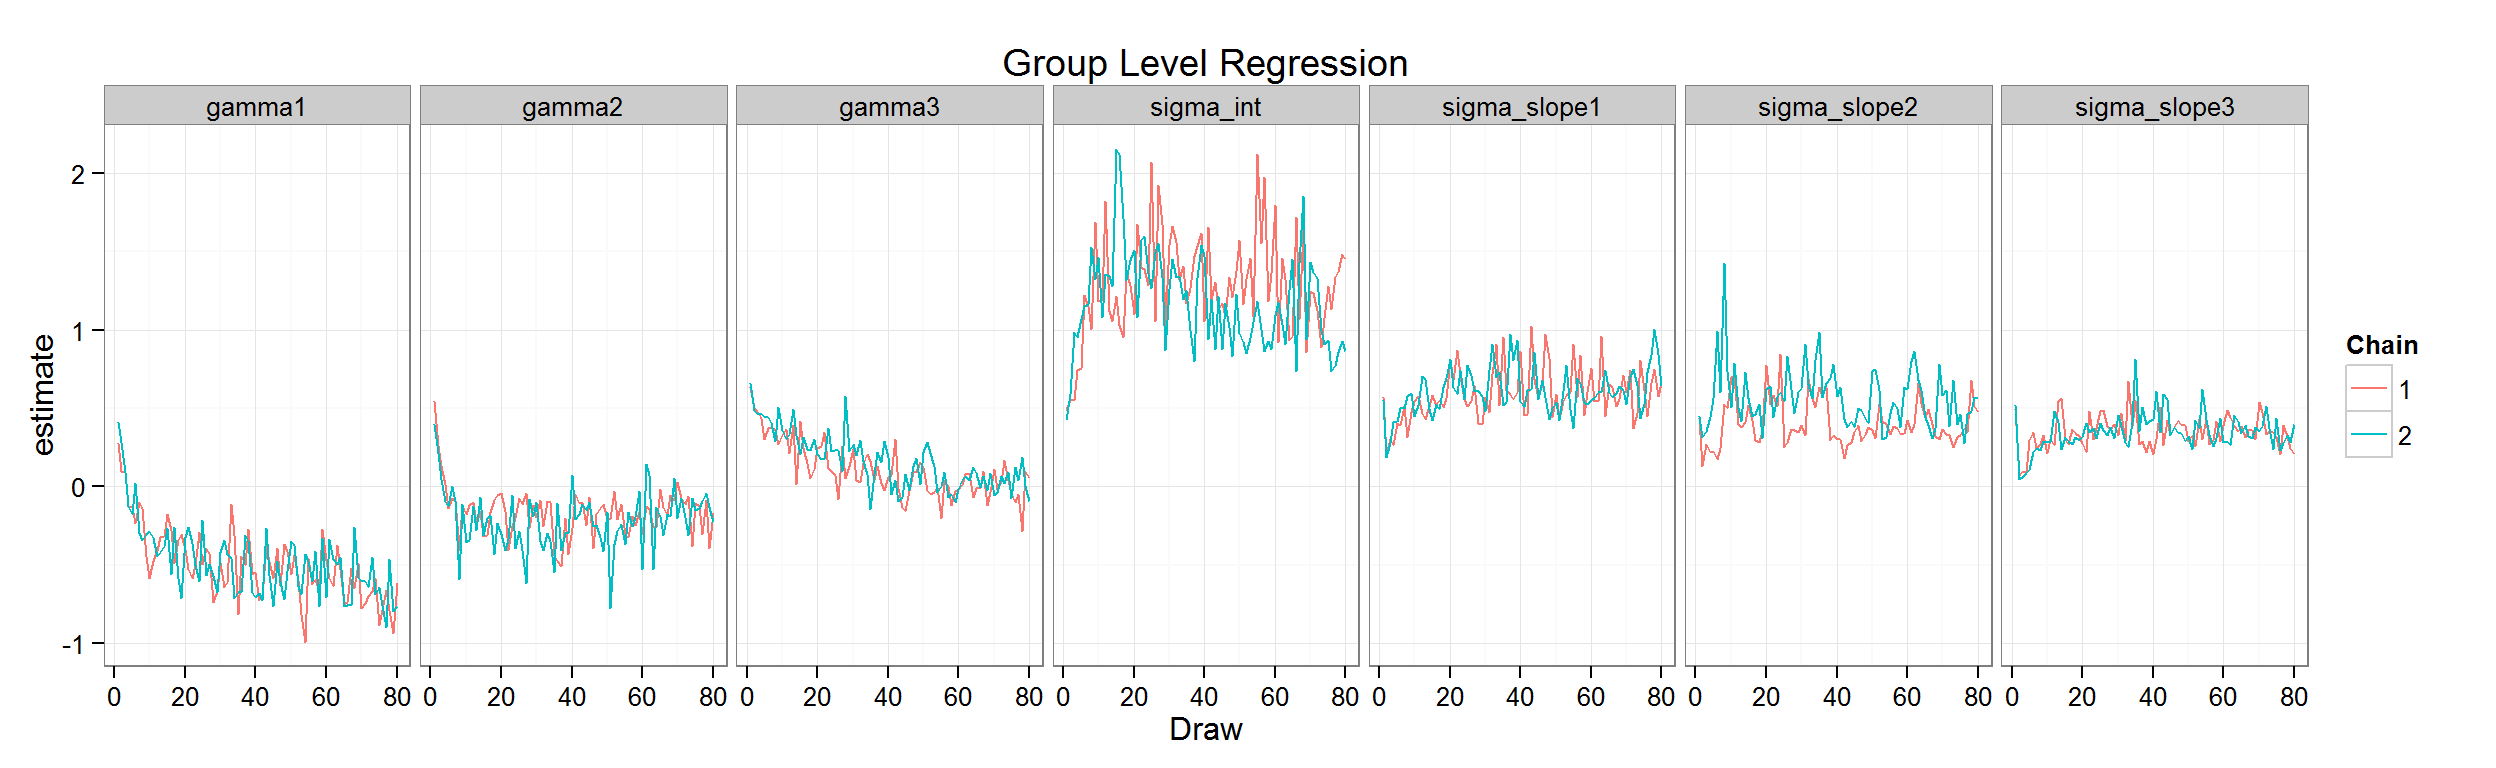 Group Level Regression
gamma1 gamma2 gamma3 sigma_int sigma_slope1 sigma_slope2 sigma_slope3
2
1
0
-1
estimate
0 20 40 60 80 0 20 40 60 80 0 20 40 60 80 0 20 40 60 80 0 20 40 60 80 0 20 40 60 80 0 20 40 60 80
Draw
Chain
1
2